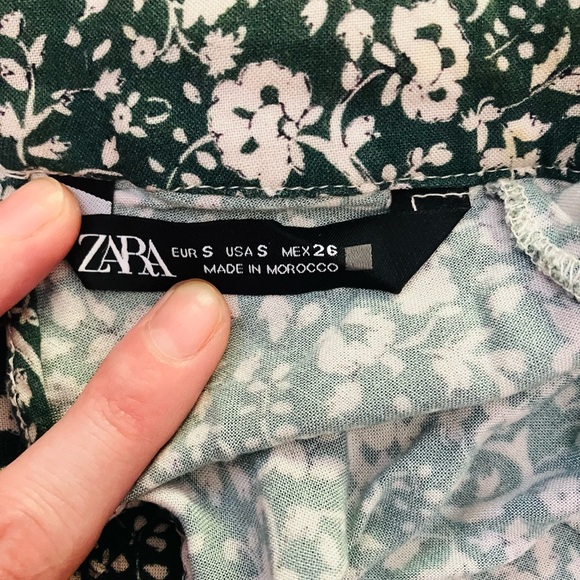 ZARA
EUR S USA S MEX 26
MADE IN MOROCCO